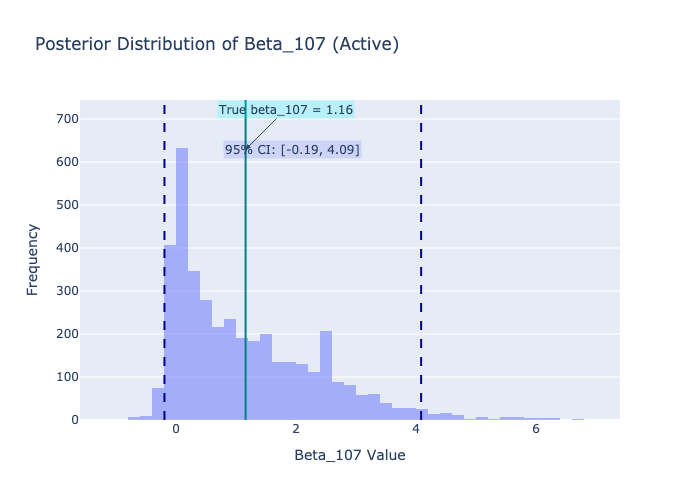 Posterior Distribution of Beta_107 (Active)
True beta_107 = 1.16
95% CI: [-0.19, 4.09]
700
600
500
400
300
200
100
0
Frequency
0 2 4 6
Beta_107 Value